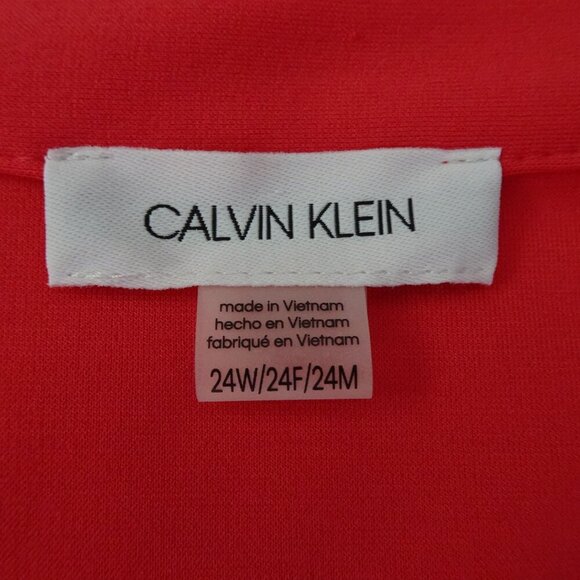 CALVIN KLEIN
made in Vietnam
hecho en Vietnam
fabriqué en Vietnam
24W/24F/24M